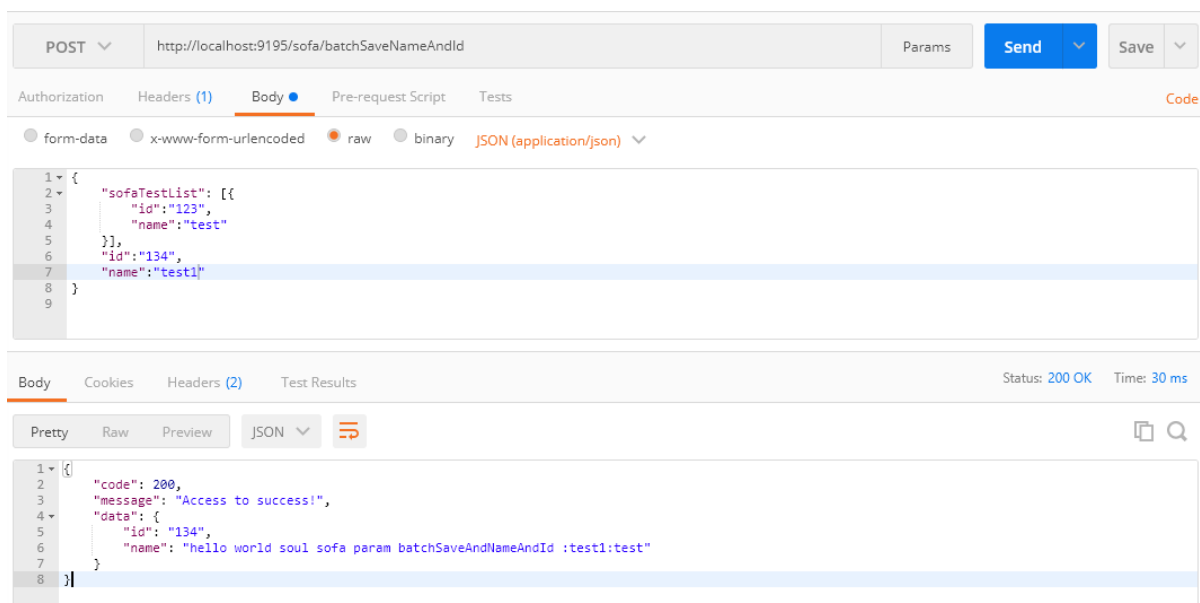 POST http://localhost:9195/sofa/batchSaveNameAndId Params Send Save
Authorization Headers (1) Body Pre-request Script Tests Code
form-data x-www-form-urlencoded raw binary JSON (application/json)
1 {
2 "sofaTestList": [{
3 "id":"123",
4 "name":"test"
5 }],
6 "id":"134",
7 "name":"test1"
8 }
9
Body Cookies Headers (2) Test Results Status: 200 OK Time: 30 ms
Pretty Raw Preview JSON
1 {
2 "code": 200,
3 "message": "Access to success!",
4 "data": {
5 "id": "134",
6 "name": "hello world soul sofa param batchSaveAndNameAndId :test1:test"
7 }
8 }